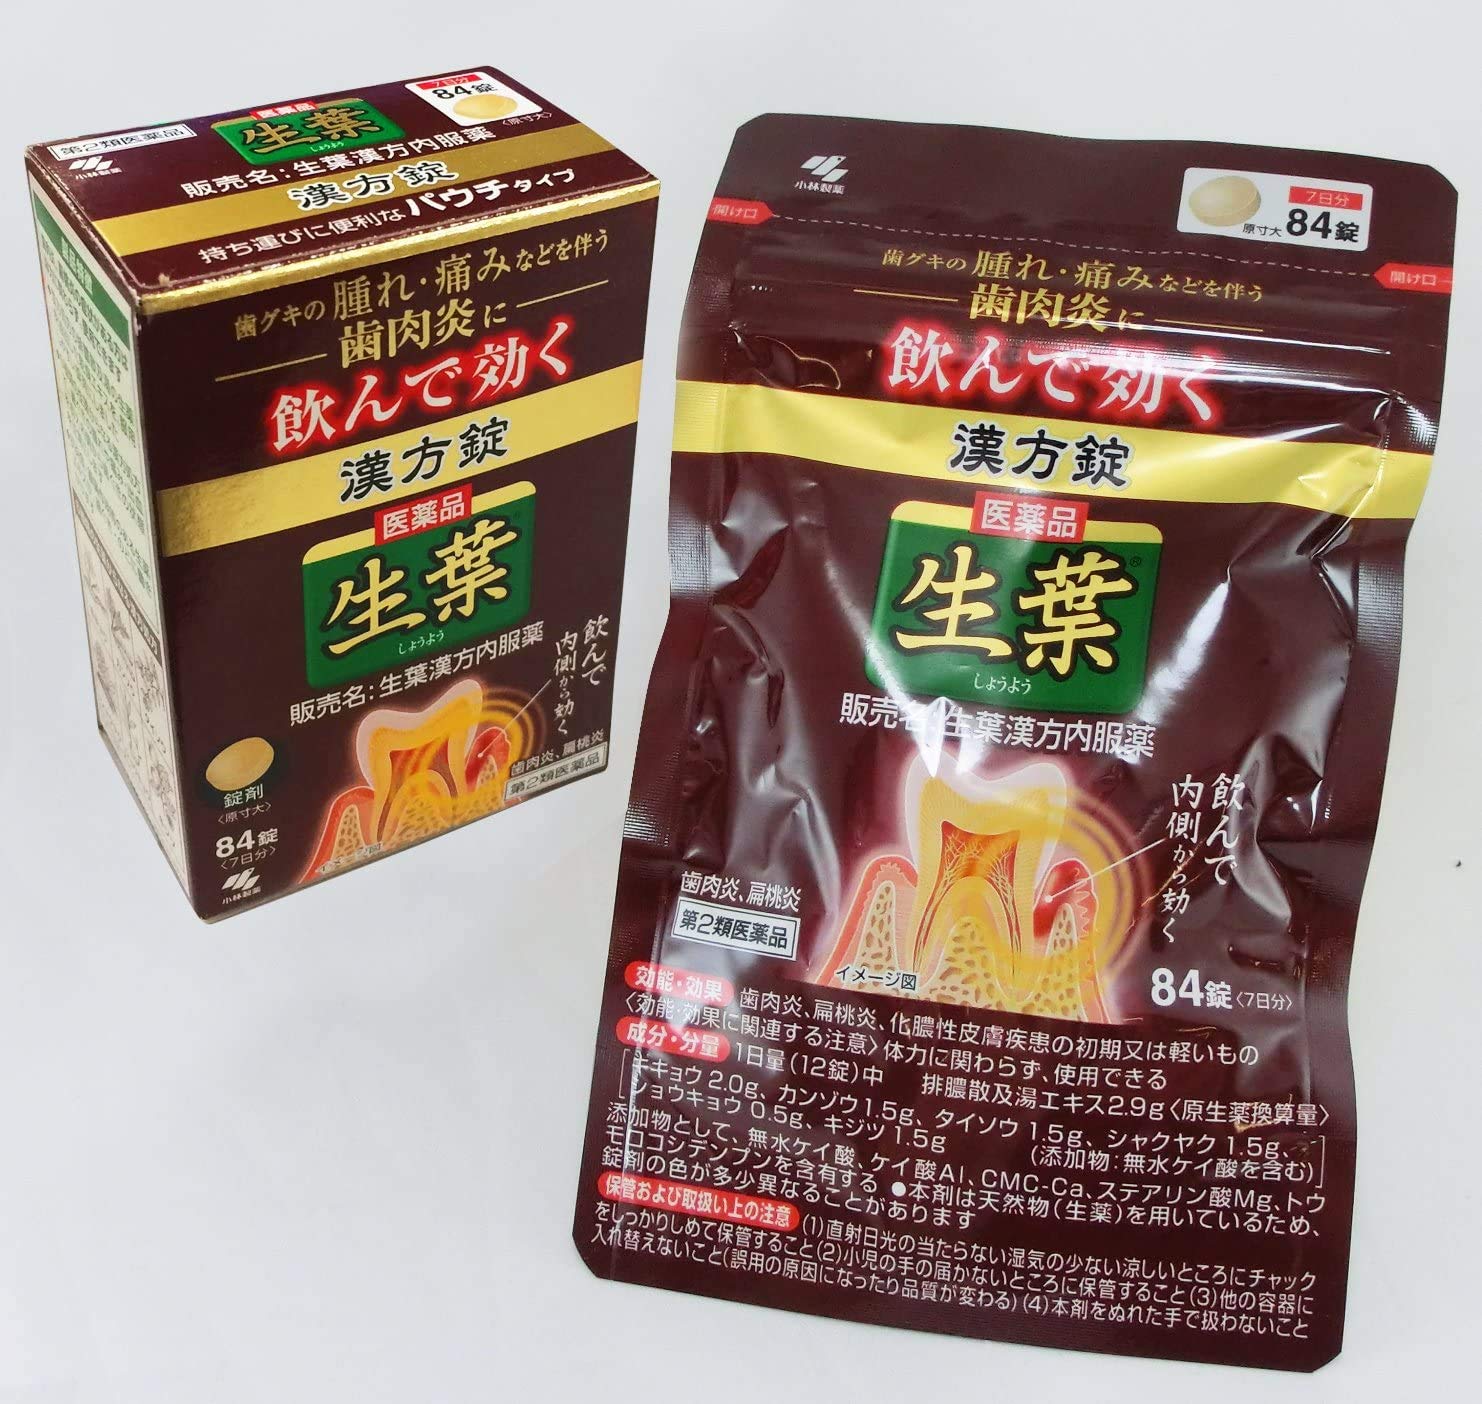 第2類医薬品
小林製薬
医薬品
生葉
しょうよう
7日分
84錠
〈原寸大〉
販売名:生葉漢方内服薬
漢方錠
持ち運びに便利なパウチタイプ
歯グキの腫れ・痛みなどを伴う
歯肉炎に
飲んで効く
漢方錠
医薬品
生葉®
しょうよう
販売名:生葉漢方内服薬
飲んで
内側から効く
歯肉炎、扁桃炎
第2類医薬品
錠剤
〈原寸大〉
84錠
〈7日分〉
小林製薬
イメージ図
小林製薬
7日分
原寸大 84錠
開け口
開け口
歯グキの腫れ・痛みなどを伴う
歯肉炎に
飲んで効く
漢方錠
医薬品
生葉®
しょうよう
販売名:生葉漢方内服薬
飲んで
内側から効く
歯肉炎、扁桃炎
第2類医薬品
イメージ図
84錠〈7日分〉
効能・効果 歯肉炎、扁桃炎、化膿性皮膚疾患の初期又は軽いもの
〈効能・効果に関連する注意〉体力に関わらず、使用できる
成分・分量 1日量(12錠)中 排膿散及湯エキス2.9g〈原生薬換算量〉
キキョウ 2.0g、カンゾウ1.5g、タイソウ 1.5g、シャクヤク 1.5g、
ショウキョウ 0.5g、キジツ1.5g (添加物:無水ケイ酸を含む)
添加物として、無水ケイ酸、ケイ酸Al、CMC-Ca、ステアリン酸Mg、トウ
モロコシデンプンを含有する ●本剤は天然物(生薬)を用いているため、
錠剤の色が多少異なることがあります
保管および取扱い上の注意 (1)直射日光の当たらない湿気の少ない涼しいところにチャック
をしっかりしめて保管すること(2)小児の手の届かないところに保管すること(3)他の容器に
入れ替えないこと(誤用の原因になったり品質が変わる)(4)本剤をぬれた手で扱わないこと